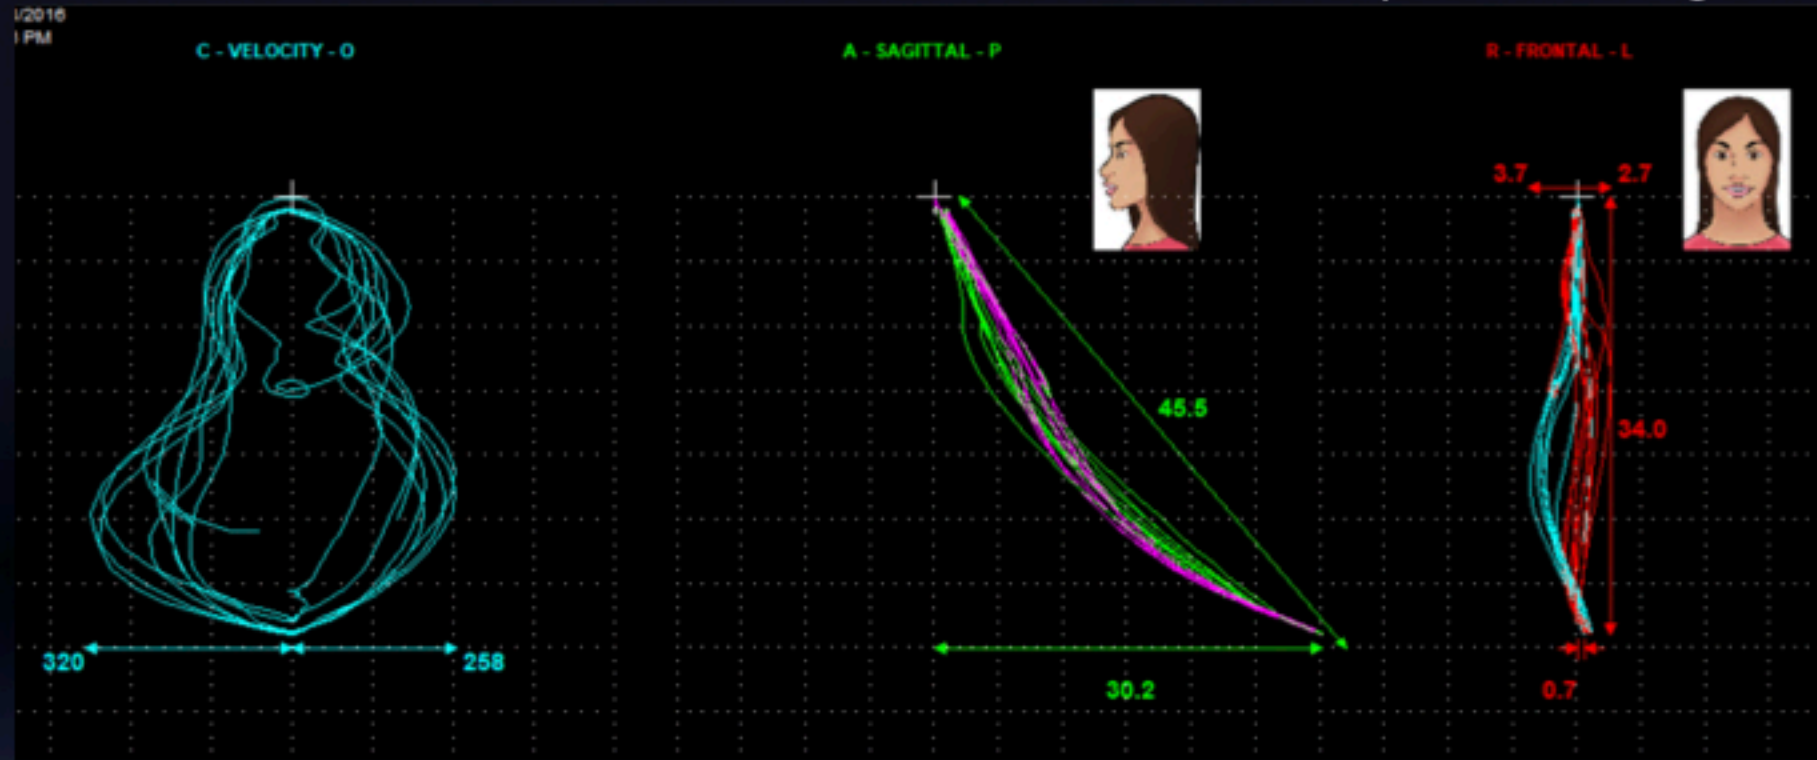 /2016
PM
C - VELOCITY - O
A - SAGITTAL - P
R - FRONTAL - L
3.7
2.7
45.5
34.0
320
258
30.2
0.7